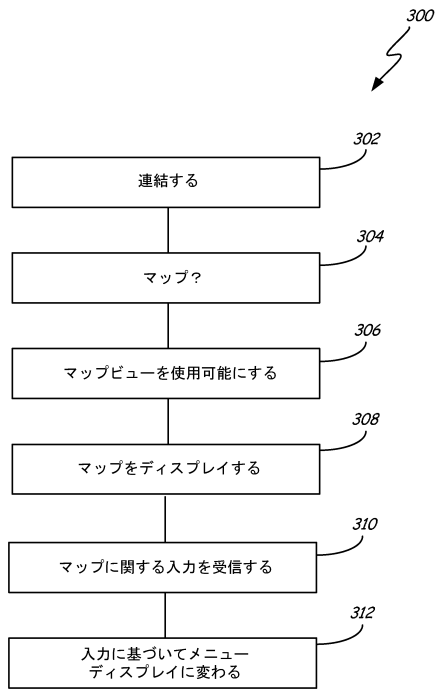 300
302
連結する
304
マップ？
306
マップビューを使用可能にする
308
マップをディスプレイする
310
マップに関する入力を受信する
312
入力に基づいてメニュー
ディスプレイに変わる